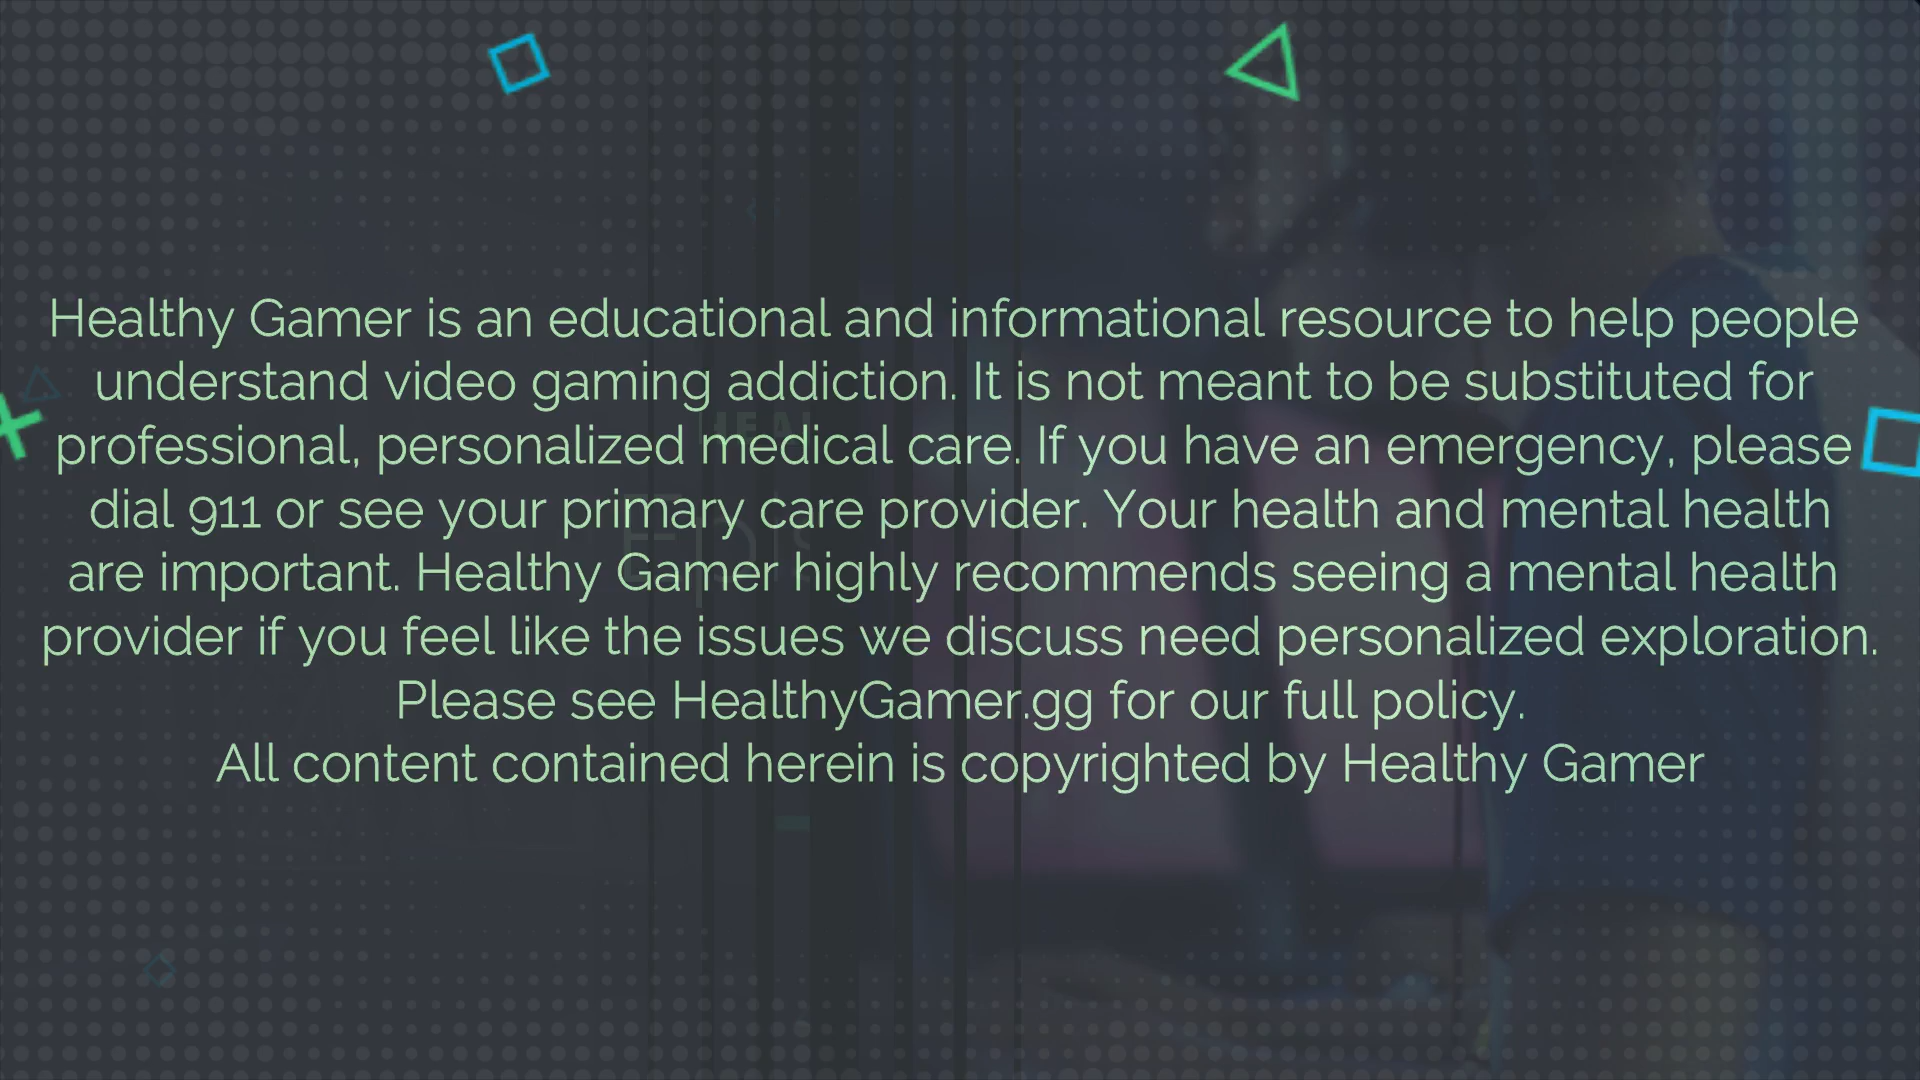 Healthy Gamer is an educational and informational resource to help people
understand video gaming addiction. It is not meant to be substituted for
professional, personalized medical care. If you have an emergency, please
dial 911 or see your primary care provider. Your health and mental health
are important. Healthy Gamer highly recommends seeing a mental health
provider if you feel like the issues we discuss need personalized exploration.
Please see HealthyGamer.gg for our full policy.
All content contained herein is copyrighted by Healthy Gamer